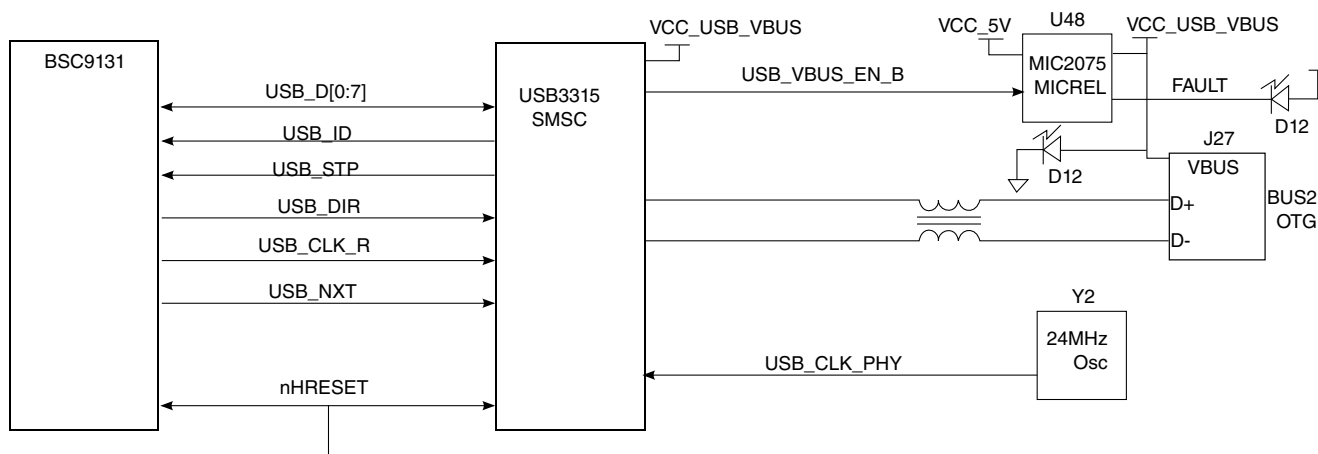 BSC9131
USB_D[0:7]
USB_ID
USB_STP
USB_DIR
USB_CLK_R
USB_NXT
nHRESET
USB3315
SMSC
VCC_USB_VBUS
USB_VBUS_EN_B
VCC_5V
U48
MIC2075
MICREL
VCC_USB_VBUS
FAULT
D12
D12
J27
VBUS
D+
D-
BUS2
OTG
Y2
24MHz
Osc
USB_CLK_PHY